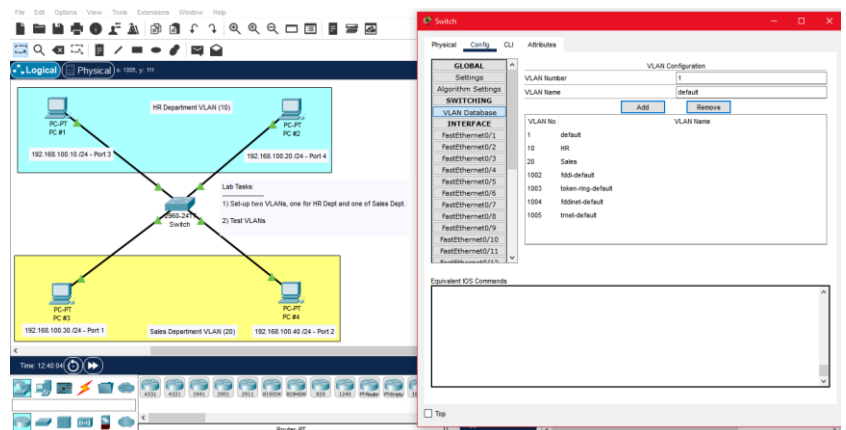 File Edit Options View Tools Extensions Window Help
Logical Physical x: 1305, y: 111
HR Department VLAN (10)
PC-PT
PC #1
PC-PT
PC #2
192.168.100.10 /24 - Port 3
192.168.100.20 /24 - Port 4
Lab Tasks:
1) Set-up two VLANs, one for HR Dept and one of Sales Dept.
2) Test VLANs
2960-24TT
Switch
PC-PT
PC #3
PC-PT
PC #4
192.168.100.30 /24 - Port 1
Sales Department VLAN (20)
192.168.100.40 /24 - Port 2
Time: 12:40:04
4331 4321 1941 2901 2911 819IOX 819HGW 829 1240 PT-Router PT-Empty
Router PT
Switch
Physical Config CLI Attributes
GLOBAL
Settings
Algorithm Settings
SWITCHING
VLAN Database
INTERFACE
FastEthernet0/1
FastEthernet0/2
FastEthernet0/3
FastEthernet0/4
FastEthernet0/5
FastEthernet0/6
FastEthernet0/7
FastEthernet0/8
FastEthernet0/9
FastEthernet0/10
FastEthernet0/11
FastEthernet0/12
VLAN Configuration
VLAN Number 1
VLAN Name default
Add Remove
VLAN No VLAN Name
1 default
10 HR
20 Sales
1002 fddi-default
1003 token-ring-default
1004 fddinet-default
1005 trnet-default
Equivalent IOS Commands
Top